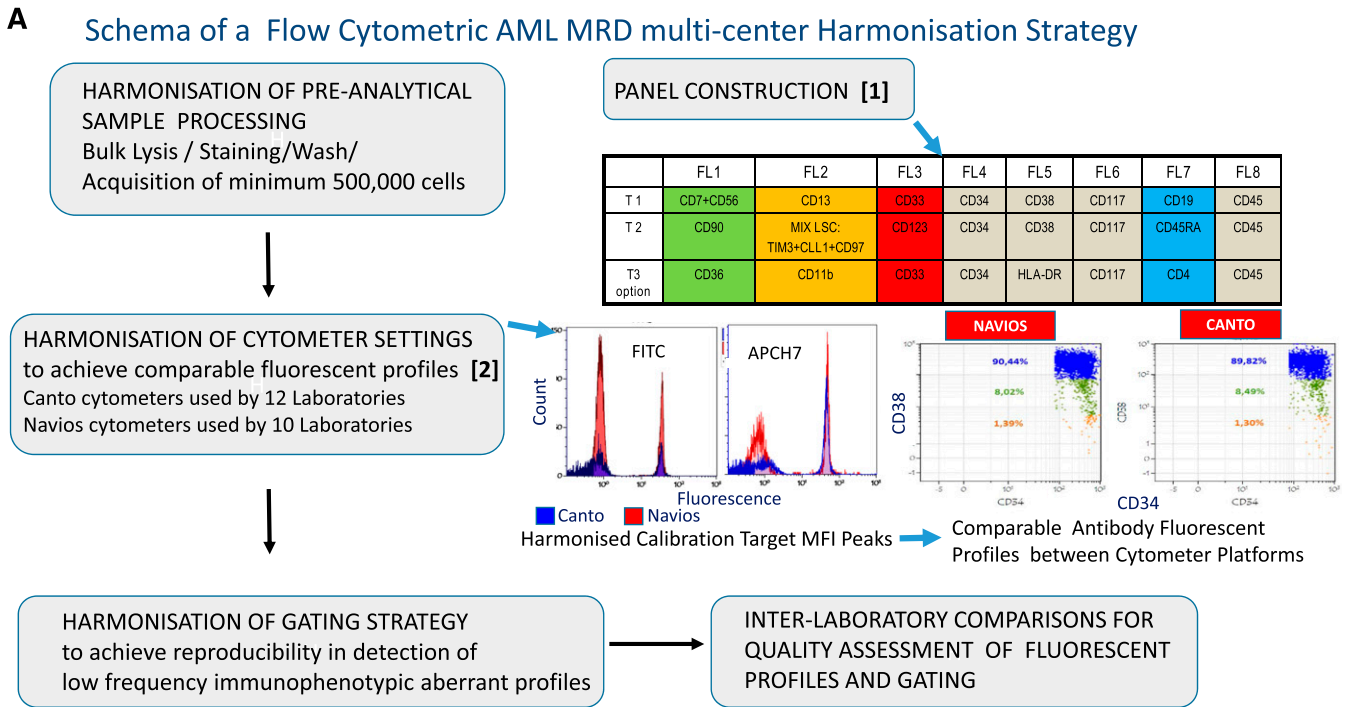 A
Schema of a Flow Cytometric AML MRD multi-center Harmonisation Strategy
HARMONISATION OF PRE-ANALYTICAL
SAMPLE PROCESSING
Bulk Lysis / Staining/Wash/
Acquisition of minimum 500,000 cells
PANEL CONSTRUCTION [1]
FL1 FL2 FL3 FL4 FL5 FL6 FL7 FL8
T 1 CD7+CD56 CD13 CD33 CD34 CD38 CD117 CD19 CD45
T 2 CD90 MIX LSC: CD123 CD34 CD38 CD117 CD45RA CD45
TIM3+CLL1+CD97
T3 CD36 CD11b CD33 CD34 HLA-DR CD117 CD4 CD45
option
HARMONISATION OF CYTOMETER SETTINGS
to achieve comparable fluorescent profiles [2]
Canto cytometers used by 12 Laboratories
Navios cytometers used by 10 Laboratories
Count
FITC
APCH7
Fluorescence
Canto Navios
Harmonised Calibration Target MFI Peaks
NAVIOS
90,44%
8,02%
1,39%
CD38
CD34
CANTO
89,82%
8,49%
1,30%
CD38
CD34
CD34
Comparable Antibody Fluorescent
Profiles between Cytometer Platforms
HARMONISATION OF GATING STRATEGY
to achieve reproducibility in detection of
low frequency immunophenotypic aberrant profiles
INTER-LABORATORY COMPARISONS FOR
QUALITY ASSESSMENT OF FLUORESCENT
PROFILES AND GATING